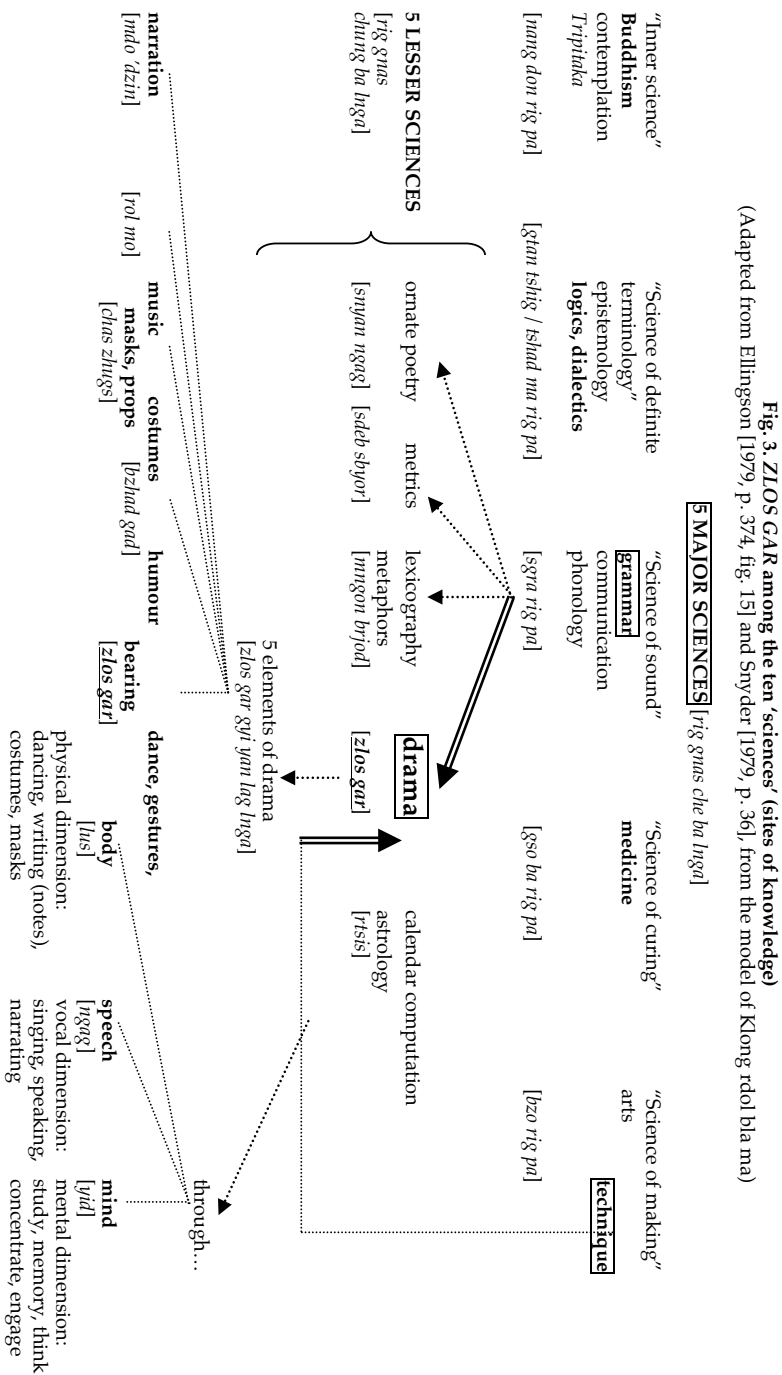 Fig. 3. ZLOS GAR among the ten ‘sciences’ (sites of knowledge)
(Adapted from Ellingson [1979, p. 374, fig. 15] and Snyder [1979, p. 36], from the model of Klong rdol bla ma)
5 MAJOR SCIENCES [rig gnas che ba lnga]
“Inner science”
Buddhism
contemplation
Tripitaka
[nang don rig pa]
“Science of definite
terminology”
epistemology
logics, dialectics
[gtan tshig / tshad ma rig pa]
“Science of sound”
grammar
communication
phonology
[sgra rig pa]
“Science of curing”
medicine
[gso ba rig pa]
“Science of making”
arts
technique
[bzo rig pa]
5 LESSER SCIENCES
[rig gnas
chung ba lnga]
ornate poetry
[snyan ngag]
metrics
[sdeb sbyor]
lexicography
metaphors
[mngon brjod]
drama
[zlos gar]
calendar computation
astrology
[rtsis]
5 elements of drama
[zlos gar gyi yan lag lnga]
through…
narration
[mdo ’dzin]
music
[rol mo]
costumes
masks, props
[chas zhugs]
humour
[bzhad gad]
dance, gestures,
bearing
[zlos gar]
body
[lus]
physical dimension:
dancing, writing (notes),
costumes, masks
speech
[ngag]
vocal dimension:
singing, speaking,
narrating
mind
[yid]
mental dimension:
study, memory, think
concentrate, engage